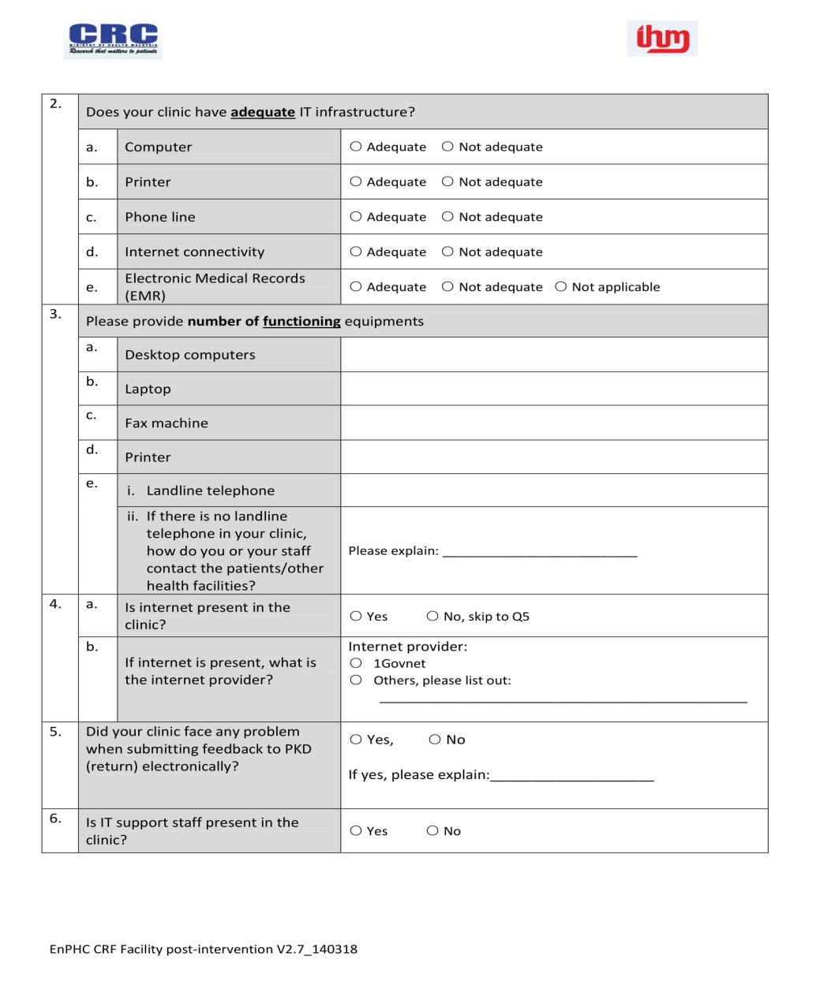 CRC
MINISTRY OF HEALTH MALAYSIA
Research that matters to patients
ihm
2.
Does your clinic have adequate IT infrastructure?
a. Computer ○ Adequate ○ Not adequate
b. Printer ○ Adequate ○ Not adequate
c. Phone line ○ Adequate ○ Not adequate
d. Internet connectivity ○ Adequate ○ Not adequate
e. Electronic Medical Records
(EMR)
○ Adequate ○ Not adequate ○ Not applicable
3.
Please provide number of functioning equipments
a. Desktop computers
b. Laptop
c. Fax machine
d. Printer
e. i. Landline telephone
ii. If there is no landline
telephone in your clinic,
how do you or your staff
contact the patients/other
health facilities?
Please explain: __________________________
4. a. Is internet present in the
clinic?
○ Yes ○ No, skip to Q5
b. If internet is present, what is
the internet provider?
Internet provider:
○ 1Govnet
○ Others, please list out:
_________________________________________________
5. Did your clinic face any problem
when submitting feedback to PKD
(return) electronically?
○ Yes, ○ No
If yes, please explain:______________________
6. Is IT support staff present in the
clinic?
○ Yes ○ No
EnPHC CRF Facility post-intervention V2.7_140318